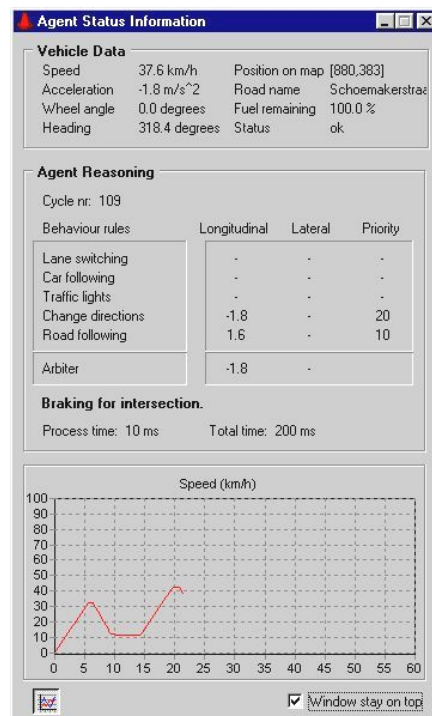 Agent Status Information
Vehicle Data
Speed 37.6 km/h Position on map [880,383]
Acceleration -1.8 m/s^2 Road name Schoemakerstraa
Wheel angle 0.0 degrees Fuel remaining 100.0 %
Heading 318.4 degrees Status ok
Agent Reasoning
Cycle nr: 109
Behaviour rules Longitudinal Lateral Priority
Lane switching - - -
Car following - - -
Traffic lights - - -
Change directions -1.8 - 20
Road following 1.6 - 10
Arbiter -1.8 -
Braking for intersection.
Process time: 10 ms Total time: 200 ms
Speed (km/h)
100
90
80
70
60
50
40
30
20
10
0
0 5 10 15 20 25 30 35 40 45 50 55 60
Window stay on top